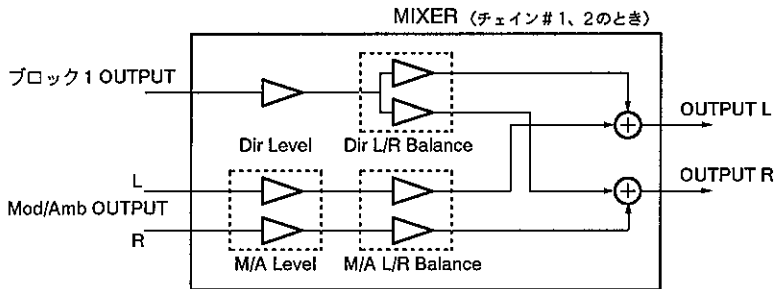 MIXER (チェイン#1、2のとき)
ブロック1 OUTPUT
OUTPUT L
Dir Level
Dir L/R Balance
L
OUTPUT R
Mod/Amb OUTPUT
R
M/A Level
M/A L/R Balance